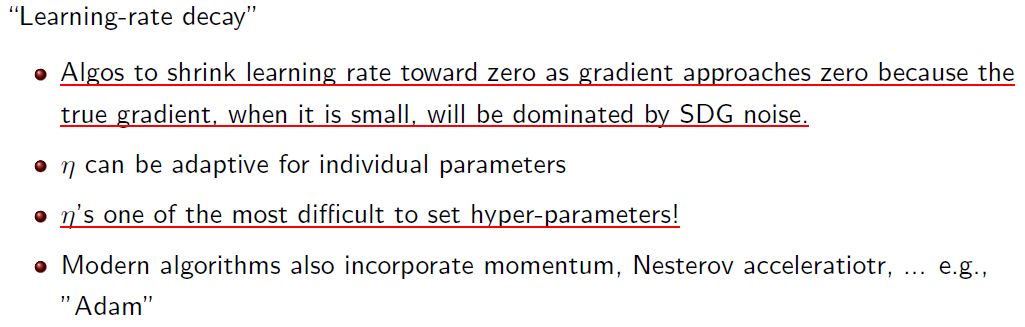 “Learning-rate decay”
Algos to shrink learning rate toward zero as gradient approaches zero because the
true gradient, when it is small, will be dominated by SDG noise.
η can be adaptive for individual parameters
η’s one of the most difficult to set hyper-parameters!
Modern algorithms also incorporate momentum, Nesterov acceleratiotr, ... e.g.,
”Adam”